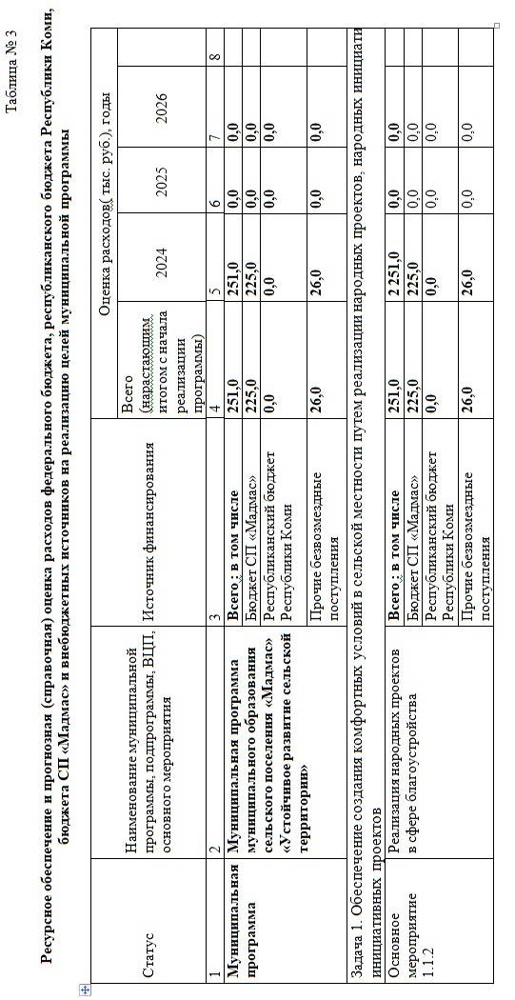 Таблица № 3
Ресурсное обеспечение и прогнозная (справочная) оценка расходов федерального бюджета, республиканского бюджета Республики Коми,
бюджета СП «Мадмас» и внебюджетных источников на реализацию целей муниципальной программы
Статус
Наименование муниципальной
программы, подпрограммы, ВЦП,
основного мероприятия
Источник финансирования
Оценка расходов( тыс. руб.), годы
Всего
(нарастающим
итогом с начала
реализации
программы)
2024
2025
2026
1 2 3 4 5 6 7 8
Муниципальная
программа
Муниципальная программа
муниципального образования
сельского поселения «Мадмас»
«Устойчивое развитие сельской
территории»
Всего : в том числе 251,0 251,0 0,0 0,0
Бюджет СП «Мадмас» 225,0 225,0 0,0 0,0
Республиканский бюджет
Республики Коми
0,0 0,0 0,0 0,0
Прочие безвозмездные
поступления
26,0 26,0 0,0 0,0
Задача 1. Обеспечение создания комфортных условий в сельской местности путем реализации народных проектов, народных инициати
инициативных проектов
Основное
мероприятие
1.1.2
Реализация народных проектов
в сфере благоустройства
Всего : в том числе 251,0 2 251,0 0,0 0,0
Бюджет СП «Мадмас» 225,0 225,0 0,0 0,0
Республиканский бюджет
Республики Коми
0,0 0,0 0,0 0,0
Прочие безвозмездные
поступления
26,0 26,0 0,0 0,0